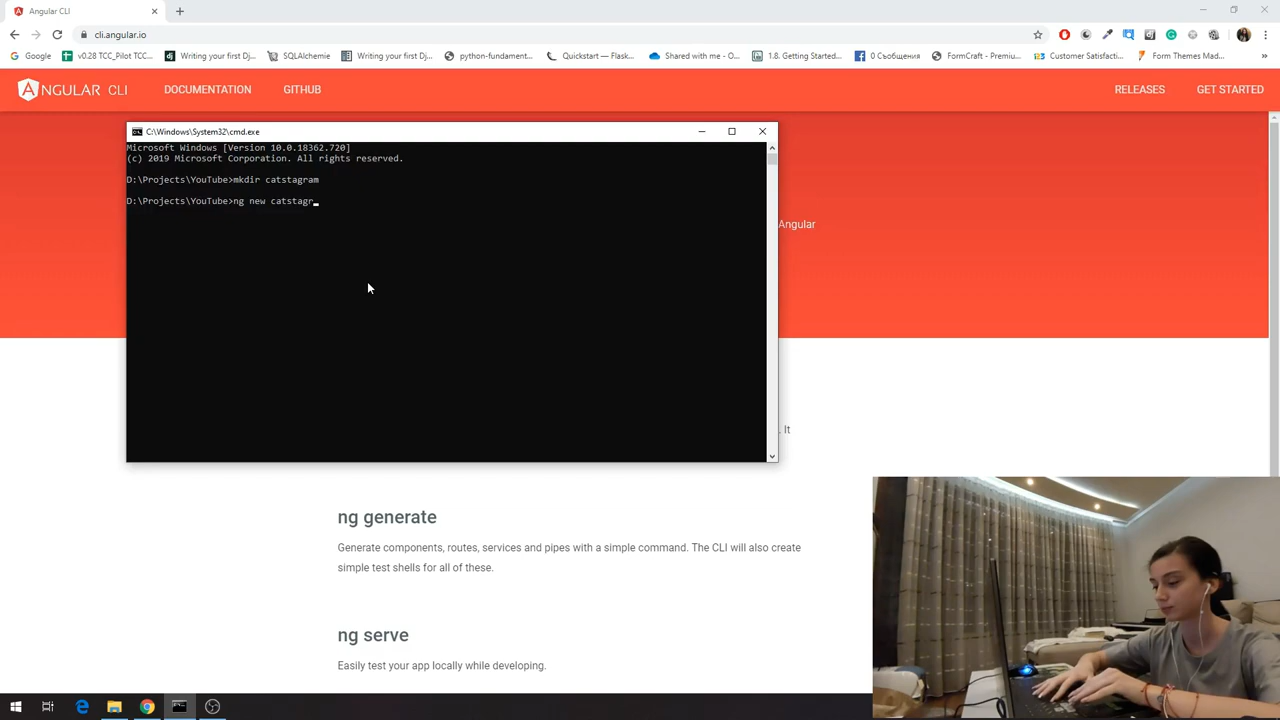 Angular CLI
cli.angular.io
Google
v0.28 TCC_Pilot TCC...
Writing your first Dj...
SQLAlchemie
Writing your first Dj...
python-fundament...
Quickstart — Flask...
Shared with me - O...
1.8. Getting Started...
0 Съобщения
FormCraft - Premiu...
Customer Satisfacti...
Form Themes Mad...
ANGULAR CLI
DOCUMENTATION
GITHUB
RELEASES
GET STARTED
C:\Windows\System32\cmd.exe
Microsoft Windows [Version 10.0.18362.720]
(c) 2019 Microsoft Corporation. All rights reserved.
D:\Projects\YouTube>mkdir catstagram
D:\Projects\YouTube>ng new catstagr_
Angular
. It
ng generate
Generate components, routes, services and pipes with a simple command. The CLI will also create
simple test shells for all of these.
ng serve
Easily test your app locally while developing.